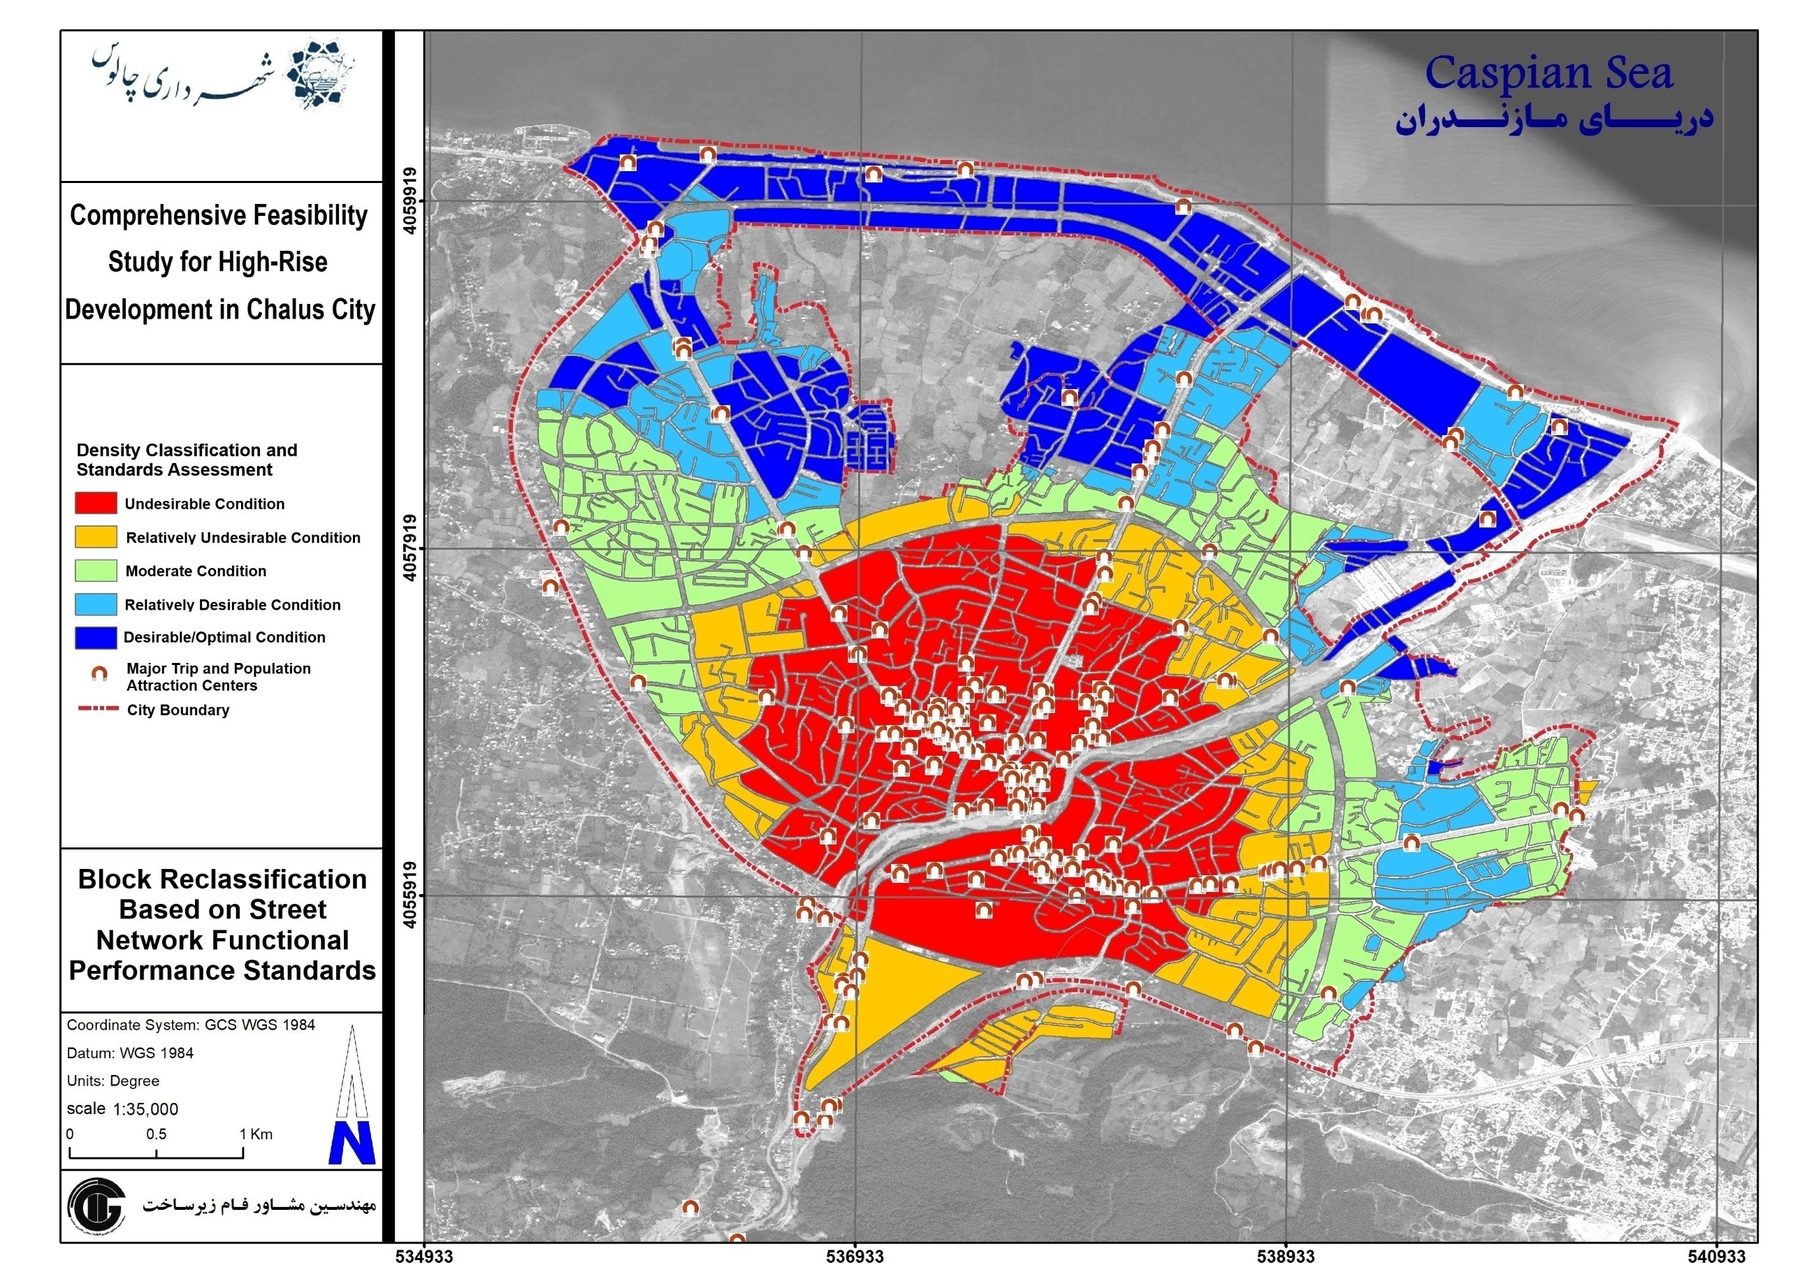 شهرداری چالوس
Comprehensive Feasibility
Study for High-Rise
Development in Chalus City
Density Classification and
Standards Assessment
Undesirable Condition
Relatively Undesirable Condition
Moderate Condition
Relatively Desirable Condition
Desirable/Optimal Condition
Major Trip and Population
Attraction Centers
City Boundary
Block Reclassification
Based on Street
Network Functional
Performance Standards
Coordinate System: GCS WGS 1984
Datum: WGS 1984
Units: Degree
scale 1:35,000
0 0.5 1 Km
N
مهندسین مشاور فام زیرساخت
Caspian Sea
دریای مازندران
4059919
4057919
4055919
534933 536933 538933 540933